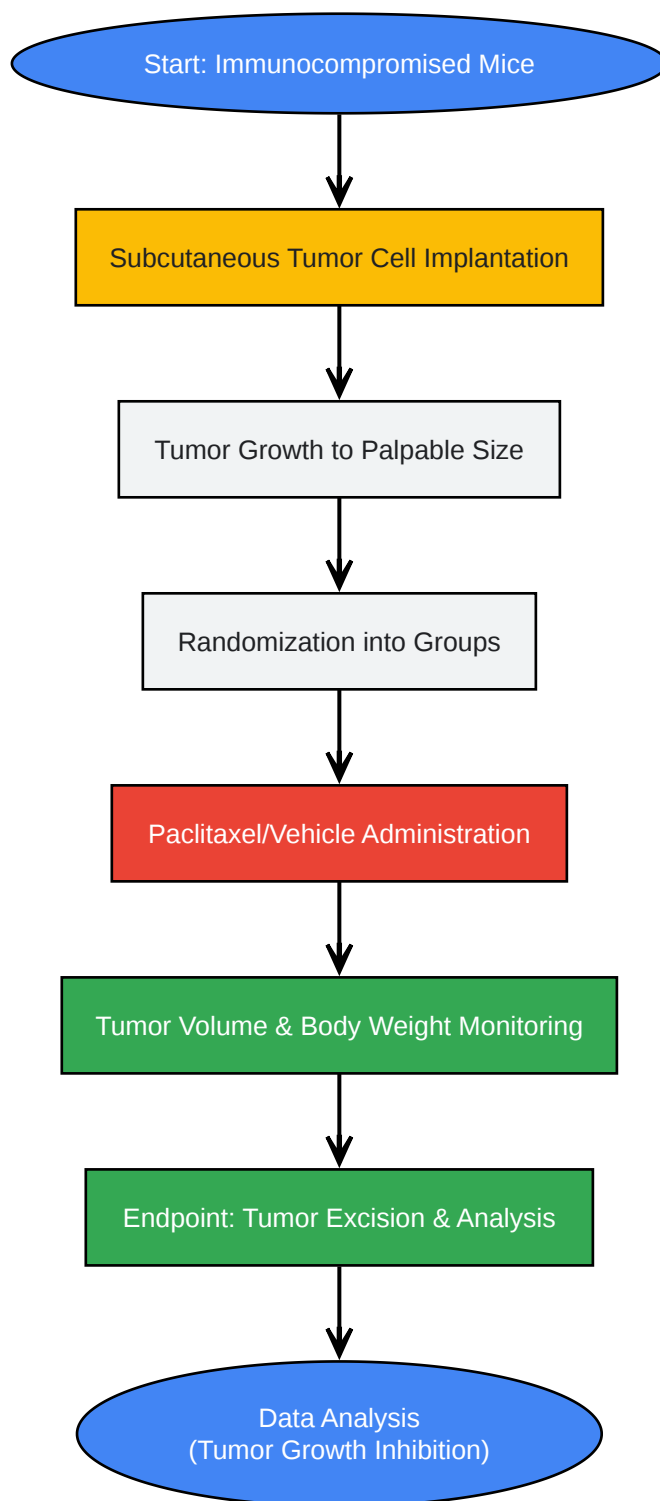 Start: Immunocompromised Mice
Subcutaneous Tumor Cell Implantation
Tumor Growth to Palpable Size
Randomization into Groups
Paclitaxel/Vehicle Administration
Tumor Volume & Body Weight Monitoring
Endpoint: Tumor Excision & Analysis
Data Analysis
(Tumor Growth Inhibition)